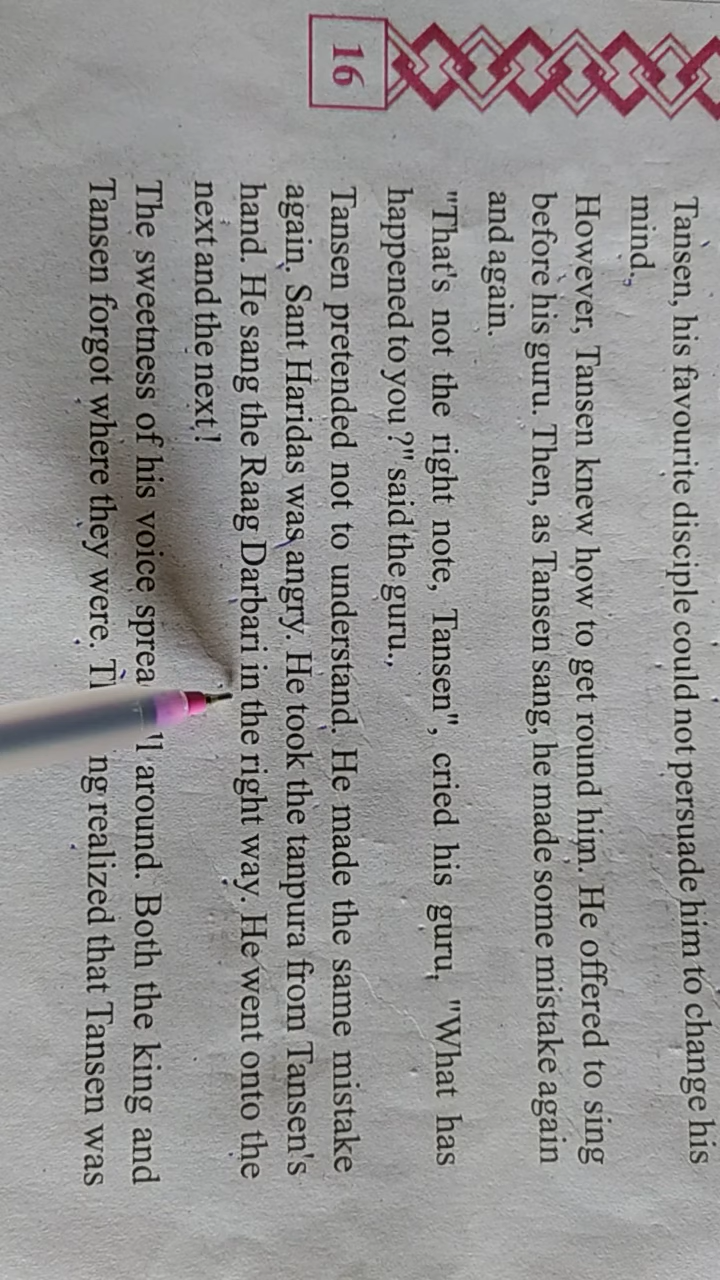 Tansen, his favourite disciple could not persuade him to change his
mind.
However, Tansen knew how to get round him. He offered to sing
before his guru. Then, as Tansen sang, he made some mistake again
and again.
"That's not the right note, Tansen", cried his guru, "What has
happened to you ?" said the guru.
Tansen pretended not to understand. He made the same mistake
again. Sant Haridas was angry. He took the tanpura from Tansen's
hand. He sang the Raag Darbari in the right way. He went onto the
next and the next!
The sweetness of his voice around. Both the king and
Tansen forgot where they were. realized that Tansen was
16